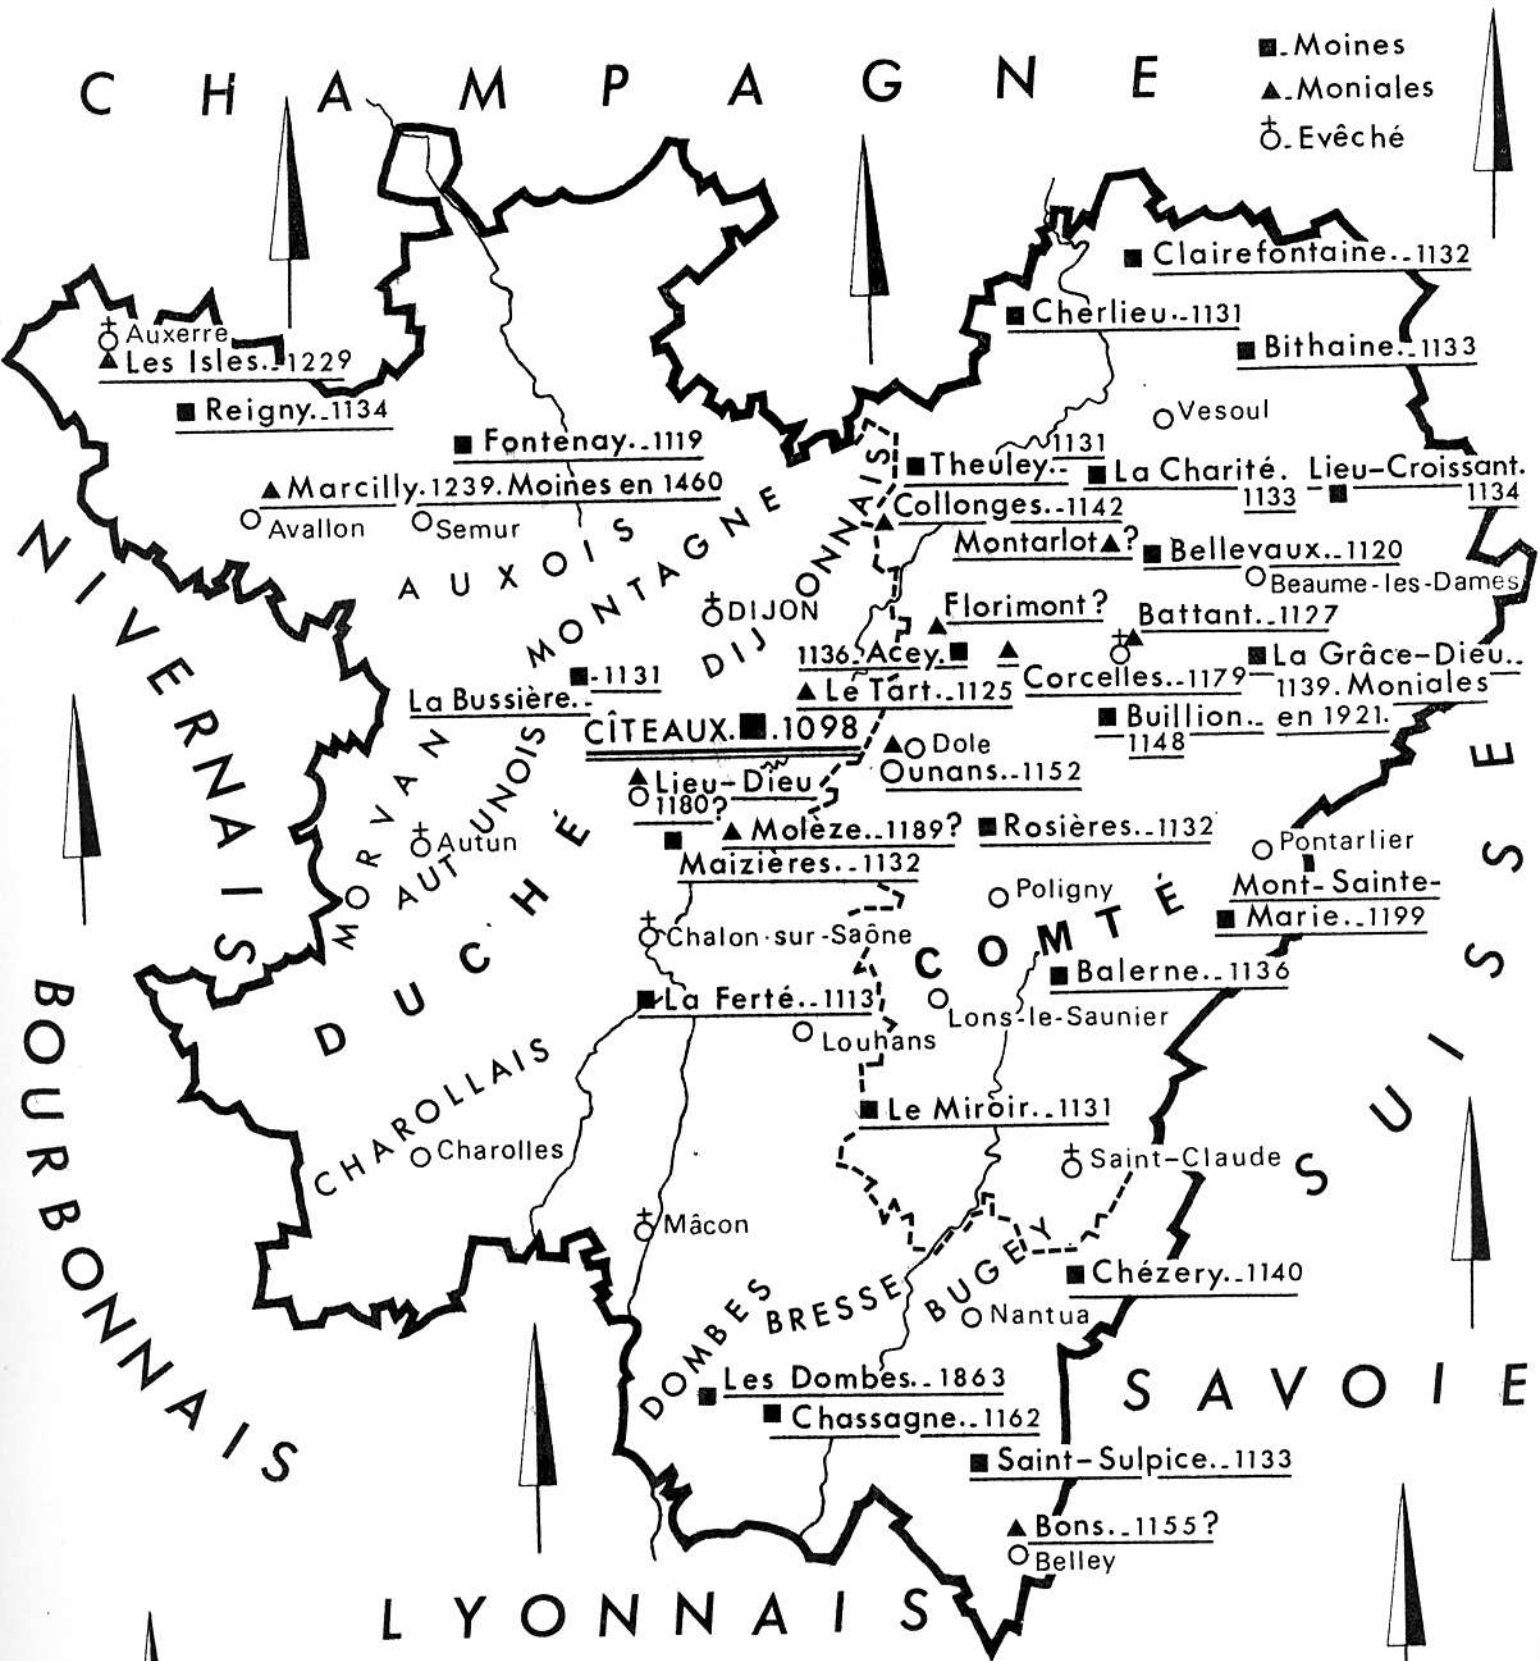 CHAMPAGNE
■.Moines
▲.Moniales
Evêché
Clairefontaine..1132
Cherlieu..1131
Bithaine..1133
Auxerre
Les Isles..1229
Reigny..1134
Vesoul
Fontenay..1119
Theuley..
1131
La Charité.
1133
Lieu-Croissant.
1134
Marcilly.1239.Moines en 1460
Collonges..1142
Avallon
Semur
Montarlot▲?
Bellevaux..1120
Beaume-les-Dames
NIVERNAIS
AUXOIS
MONTAGNE
DIJONNAIS
DIJON
Florimont?
Battant..1127
1136.Acey.
La Grâce-Dieu..
1139.Moniales
en 1921.
Corcelles..1179
■-1131
La Bussière..
Le Tart..1125
Buillion..
1148
CÎTEAUX.■.1098
Dole
Ounans..1152
Lieu-Dieu
1180?
MORVAN
AUTUNOIS
Autun
Molèze..1189?
Rosières..1132
Maizières..1132
Pontarlier
Poligny
Mont-Sainte-
Marie..1199
DUCHÉ
COMTÉ
Chalon-sur-Saône
Balerne..1136
La Ferté..1113
Lons-le-Saunier
Louhans
SUISSE
BOURBONNAIS
CHAROLLAIS
Charolles
Le Miroir..1131
Saint-Claude
Mâcon
Chézery..1140
DOMBES
BRESSE
BUGEY
Nantua
Les Dombes..1863
Chassagne..1162
SAVOIE
Saint-Sulpice..1133
Bons..1155?
Belley
LYONNAIS